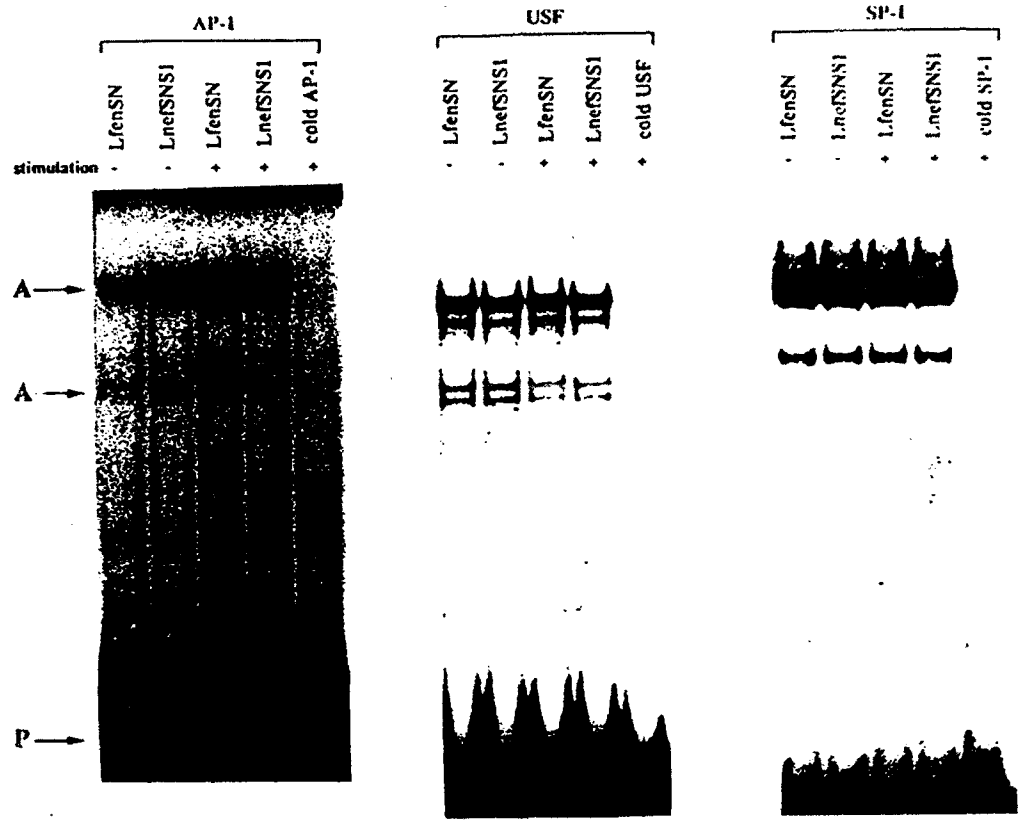 AP-1
USF
SP-1
LfenSN
LnefSNS1
LfenSN
LnefSNS1
cold AP-1
LfenSN
LnefSNS1
LfenSN
LnefSNS1
cold USF
LfenSN
LnefSNS1
LfenSN
LnefSNS1
cold SP-1
stimulation - - + + + - - + + + - - + + +
A
A
P